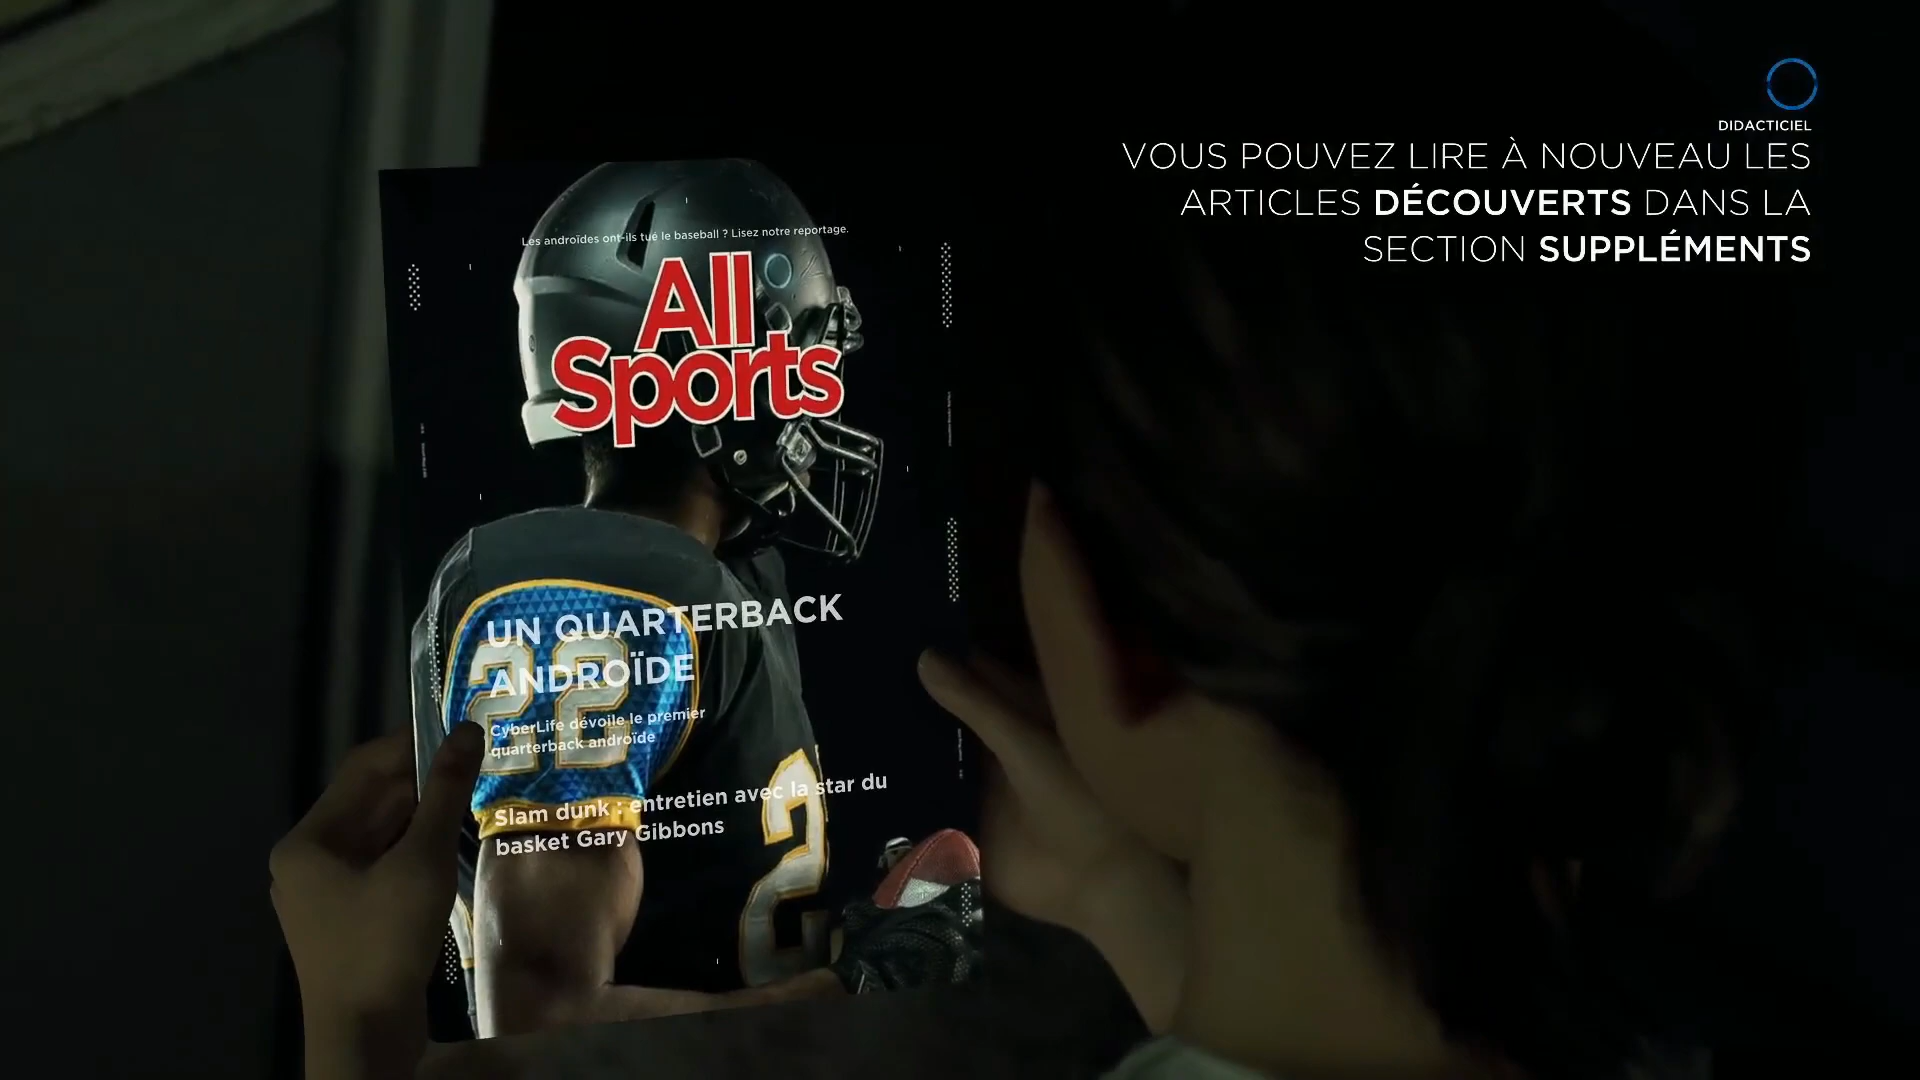 DIDACTICIEL
VOUS POUVEZ LIRE À NOUVEAU LES
ARTICLES DÉCOUVERTS DANS LA
SECTION SUPPLÉMENTS
Les androïdes ont-ils tué le baseball ? Lisez notre reportage.
All
Sports
UN QUARTERBACK
ANDROÏDE
22
CyberLife dévoile le premier
quarterback androïde
Slam dunk : entretien avec la star du
basket Gary Gibbons
2